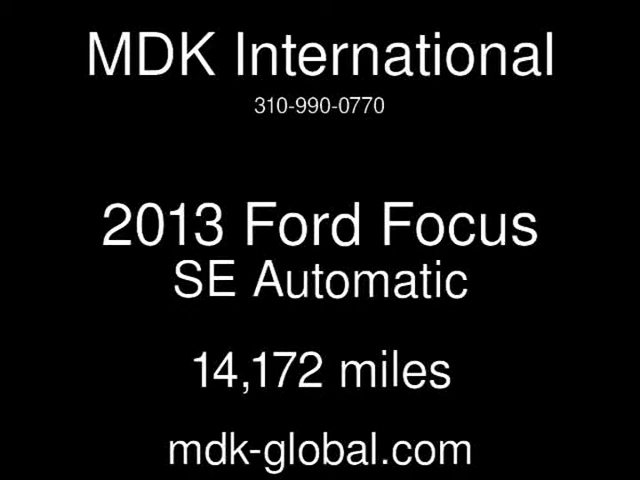 MDK International
310-990-0770
2013 Ford Focus
SE Automatic
14,172 miles
mdk-global.com